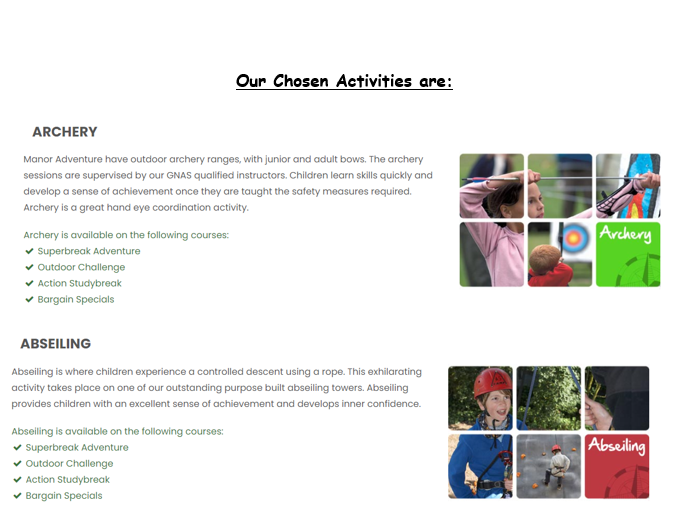 Our Chosen Activities are:
ARCHERY
Manor Adventure have outdoor archery ranges, with junior and adult bows. The archery
sessions are supervised by our GNAS qualified instructors. Children learn skills quickly and
develop a sense of achievement once they are taught the safety measures required.
Archery is a great hand eye coordination activity.
Archery is available on the following courses:
Superbreak Adventure
Outdoor Challenge
Action Studybreak
Bargain Specials
Archery
ABSEILING
Abseiling is where children experience a controlled descent using a rope. This exhilarating
activity takes place on one of our outstanding purpose built abseiling towers. Abseiling
provides children with an excellent sense of achievement and develops inner confidence.
Abseiling is available on the following courses:
Superbreak Adventure
Outdoor Challenge
Action Studybreak
Bargain Specials
Abseiling